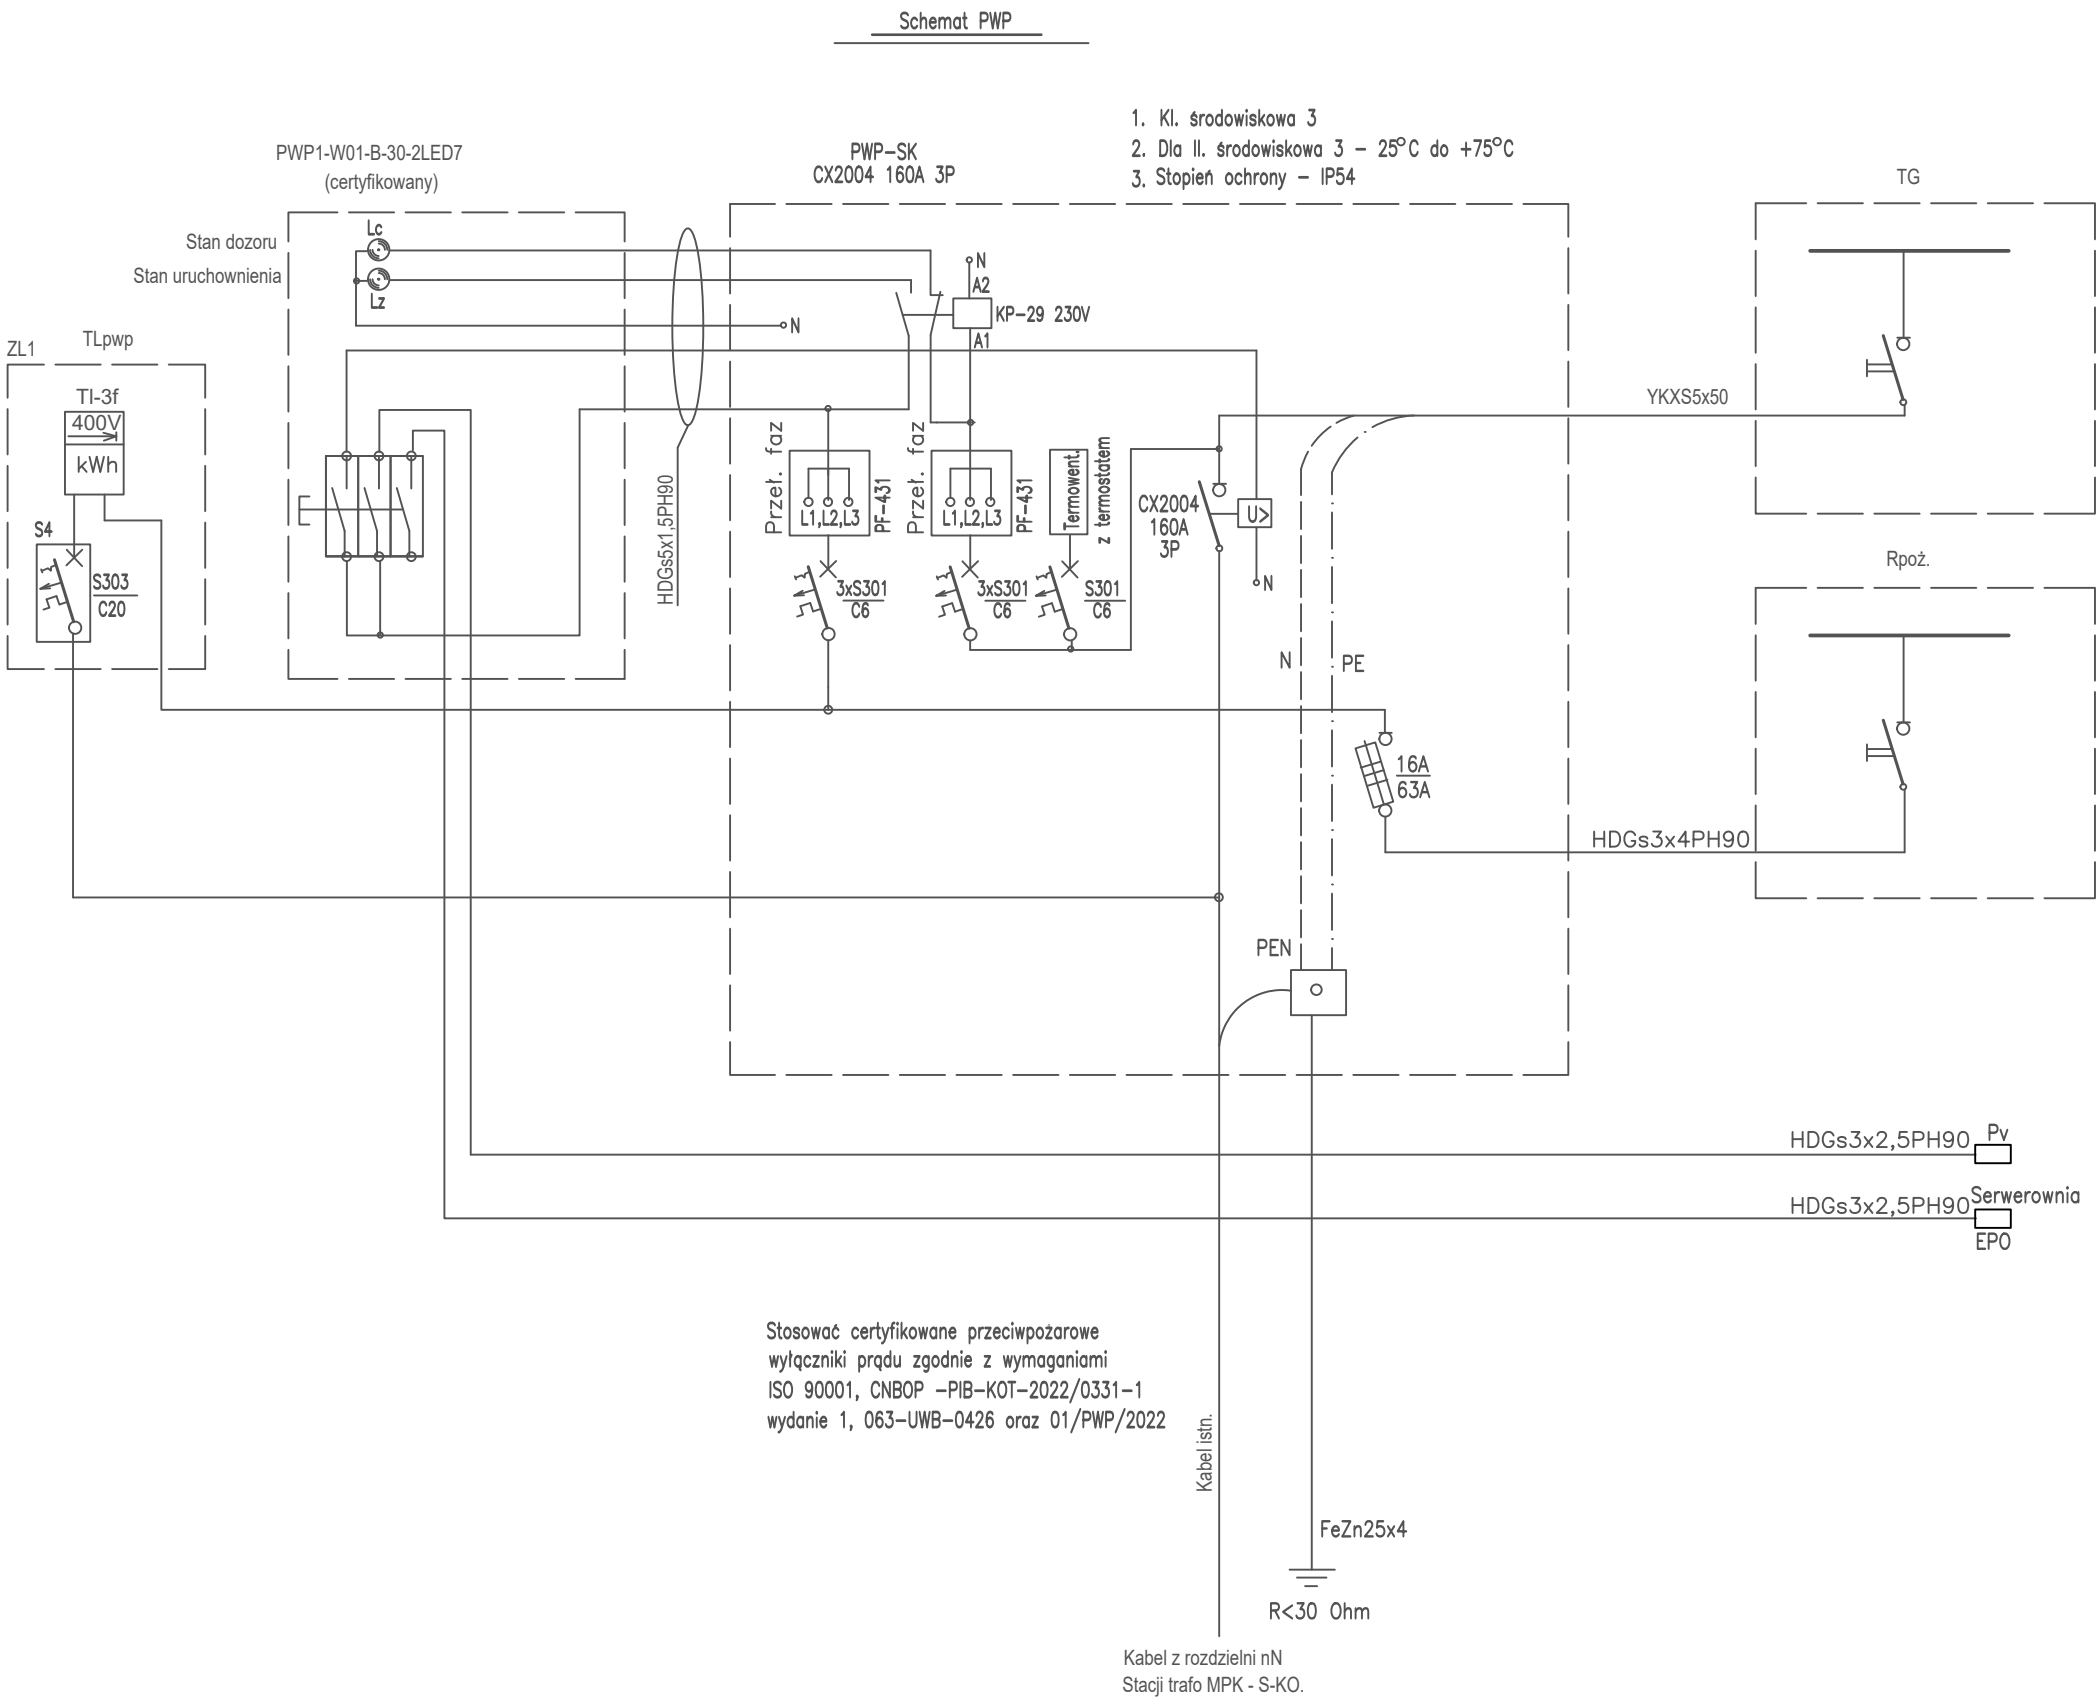 Schemat PWP
1. Kl. środowiskowa 3
2. Dla II. środowiskowa 3 - 25°C do +75°C
3. Stopień ochrony - IP54
PWP1-W01-B-30-2LED7
(certyfikowany)
PWP-SK
CX2004 160A 3P
TG
Stan dozoru
Stan uruchownienia
Lc
Lz
N
A2
KP-29 230V
A1
N
ZL1
TLpwp
TI-3f
400V
kWh
S4
S303
C20
HDGs5x1,5PH90
Przeł. faz
L1,L2,L3
PF-431
3xS301
C6
Przeł. faz
L1,L2,L3
PF-431
3xS301
C6
Termowent.
z termostatem
S301
C6
CX2004
160A
3P
U>
N
YKXS5x50
Rpoż.
N
PE
16A
63A
HDGs3x4PH90
PEN
HDGs3x2,5PH90
Pv
HDGs3x2,5PH90
Serwerownia
EPO
Stosować certyfikowane przeciwpożarowe
wyłączniki prądu zgodnie z wymaganiami
ISO 90001, CNBOP -PIB-KOT-2022/0331-1
wydanie 1, 063-UWB-0426 oraz 01/PWP/2022
Kabel istn.
FeZn25x4
R<30 Ohm
Kabel z rozdzielni nN
Stacji trafo MPK - S-KO.